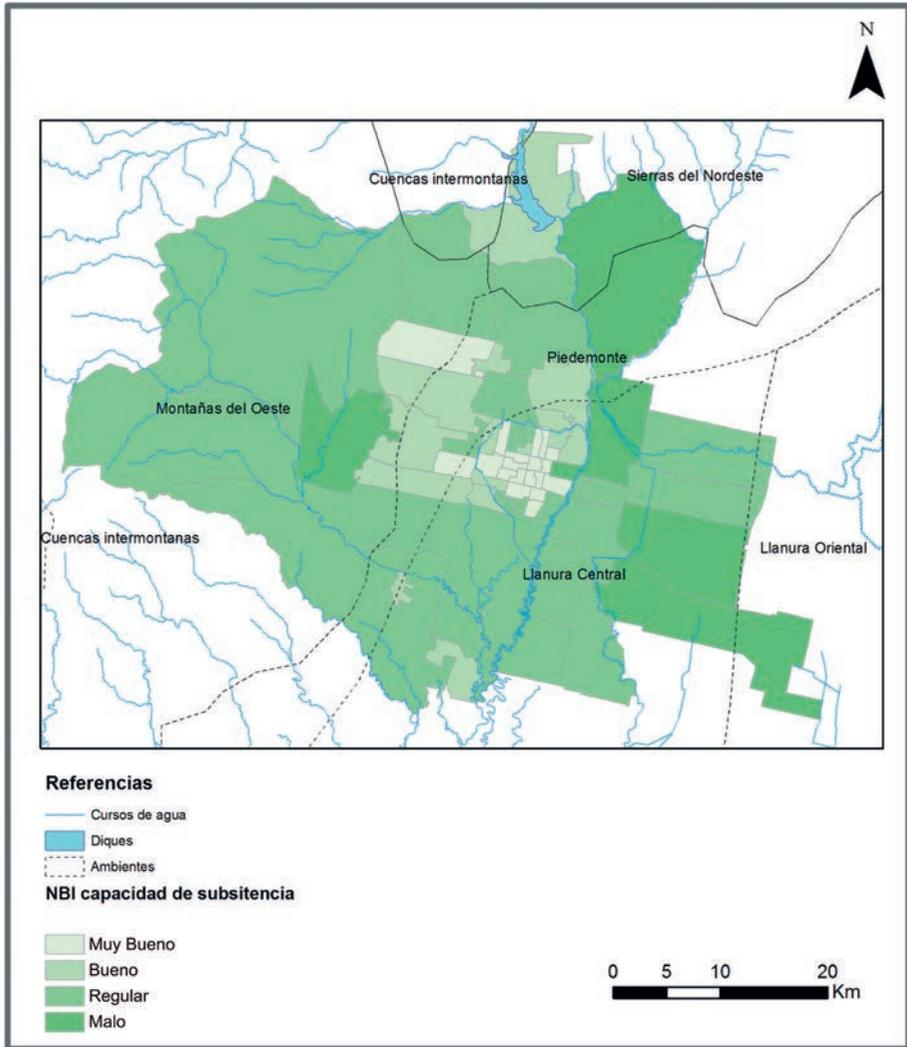 N
Cuencas intermontanas
Sierras del Nordeste
Piedemonte
Montañas del Oeste
Cuencas intermontanas
Llanura Oriental
Llanura Central
Referencias
Cursos de agua
Diques
Ambientes
NBI capacidad de subsitencia
Muy Bueno
Bueno
Regular
Malo
0 5 10 20
Km